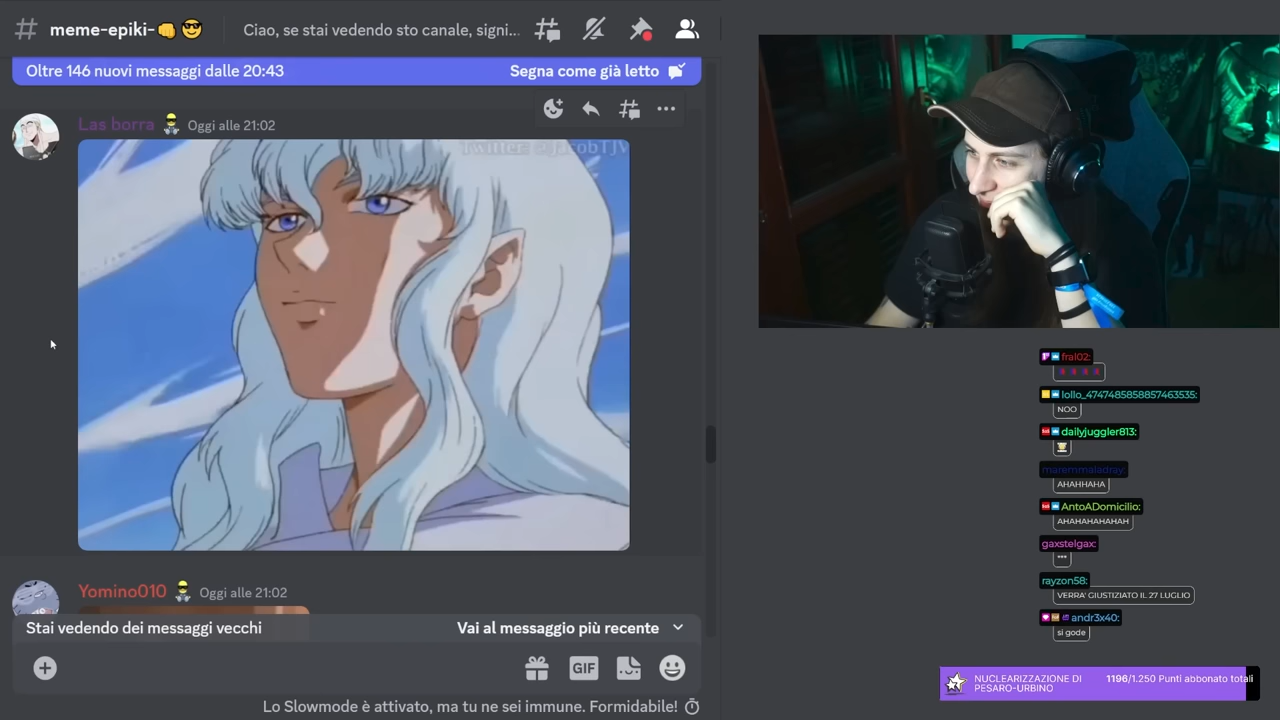 meme-epiki-👊😎
Ciao, se stai vedendo sto canale, signi...
Oltre 146 nuovi messaggi dalle 20:43
Segna come già letto
Las borra
Oggi alle 21:02
Twitter: @JacobTJV
Yomino010
Oggi alle 21:02
Stai vedendo dei messaggi vecchi
Vai al messaggio più recente
GIF
Lo Slowmode è attivato, ma tu ne sei immune. Formidabile!
fral02:
lollo_4747485858857463535:
NOO
dailyjuggler813:
maremmaladray:
AHAHHAHA
AntoADomicilio:
AHAHAHAHAHAH
gaxstelgax:
***
rayzon58:
VERRA' GIUSTIZIATO IL 27 LUGLIO
andr3x40:
si gode
NUCLEARIZZAZIONE DI
PESARO-URBINO
1196/1.250 Punti abbonato totali